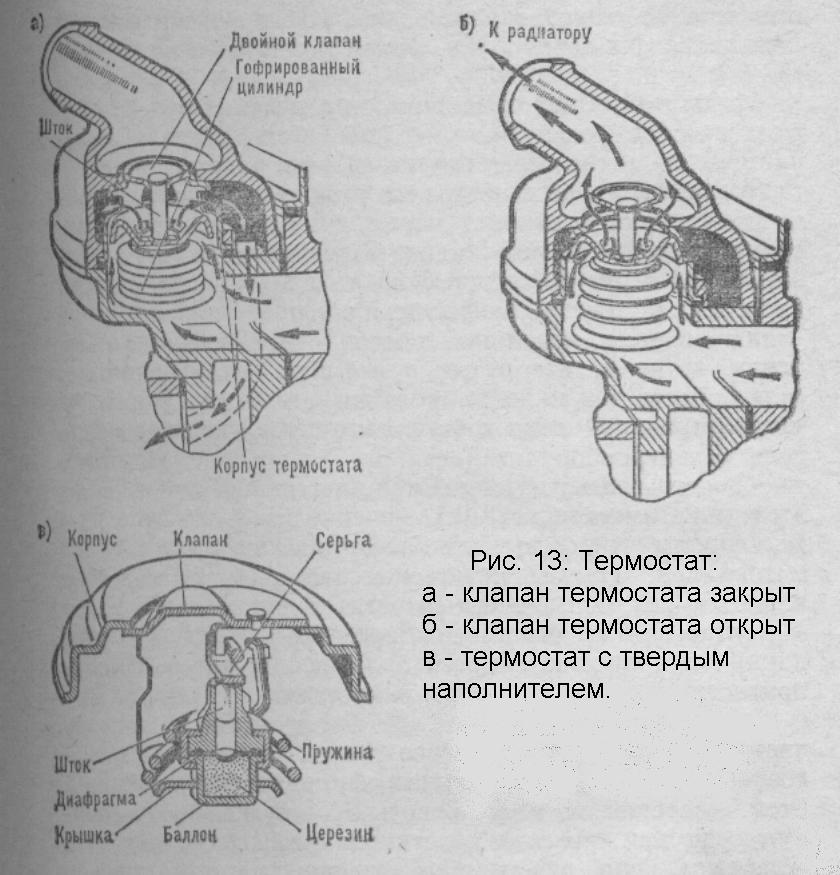 а)
Двойной клапан
Гофрированный
цилиндр
Шток
Корпус термостата
б)
К радиатору
в)
Корпус
Клапан
Серьга
Шток
Диафрагма
Крышка
Баллон
Пружина
Церезин
Рис. 13: Термостат:
а - клапан термостата закрыт
б - клапан термостата открыт
в - термостат с твердым
наполнителем.